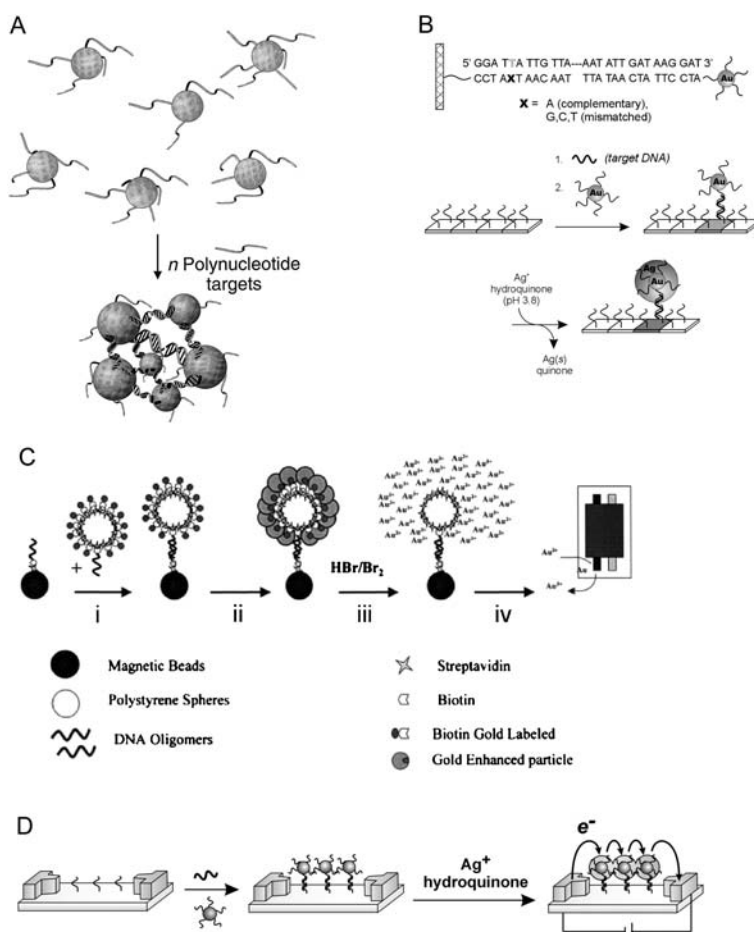 A
n Polynucleotide
targets
B
5' GGA TTA TTG TTA---AAT ATT GAT AAG GAT 3'
CCT AXT AAC AAT TTA TAA CTA TTC CTA
Au
X = A (complementary),
G,C,T (mismatched)
1. (target DNA)
2. Au
Au
Ag⁺
hydroquinone
(pH 3.8)
Ag(s)
quinone
Ag
Au
C
+
HBr/Br₂
i
ii
iii
iv
Au³⁺
Au
Au³⁺
Magnetic Beads
Polystyrene Spheres
DNA Oligomers
Streptavidin
Biotin
Biotin Gold Labeled
Gold Enhanced particle
D
Ag⁺
hydroquinone
e⁻